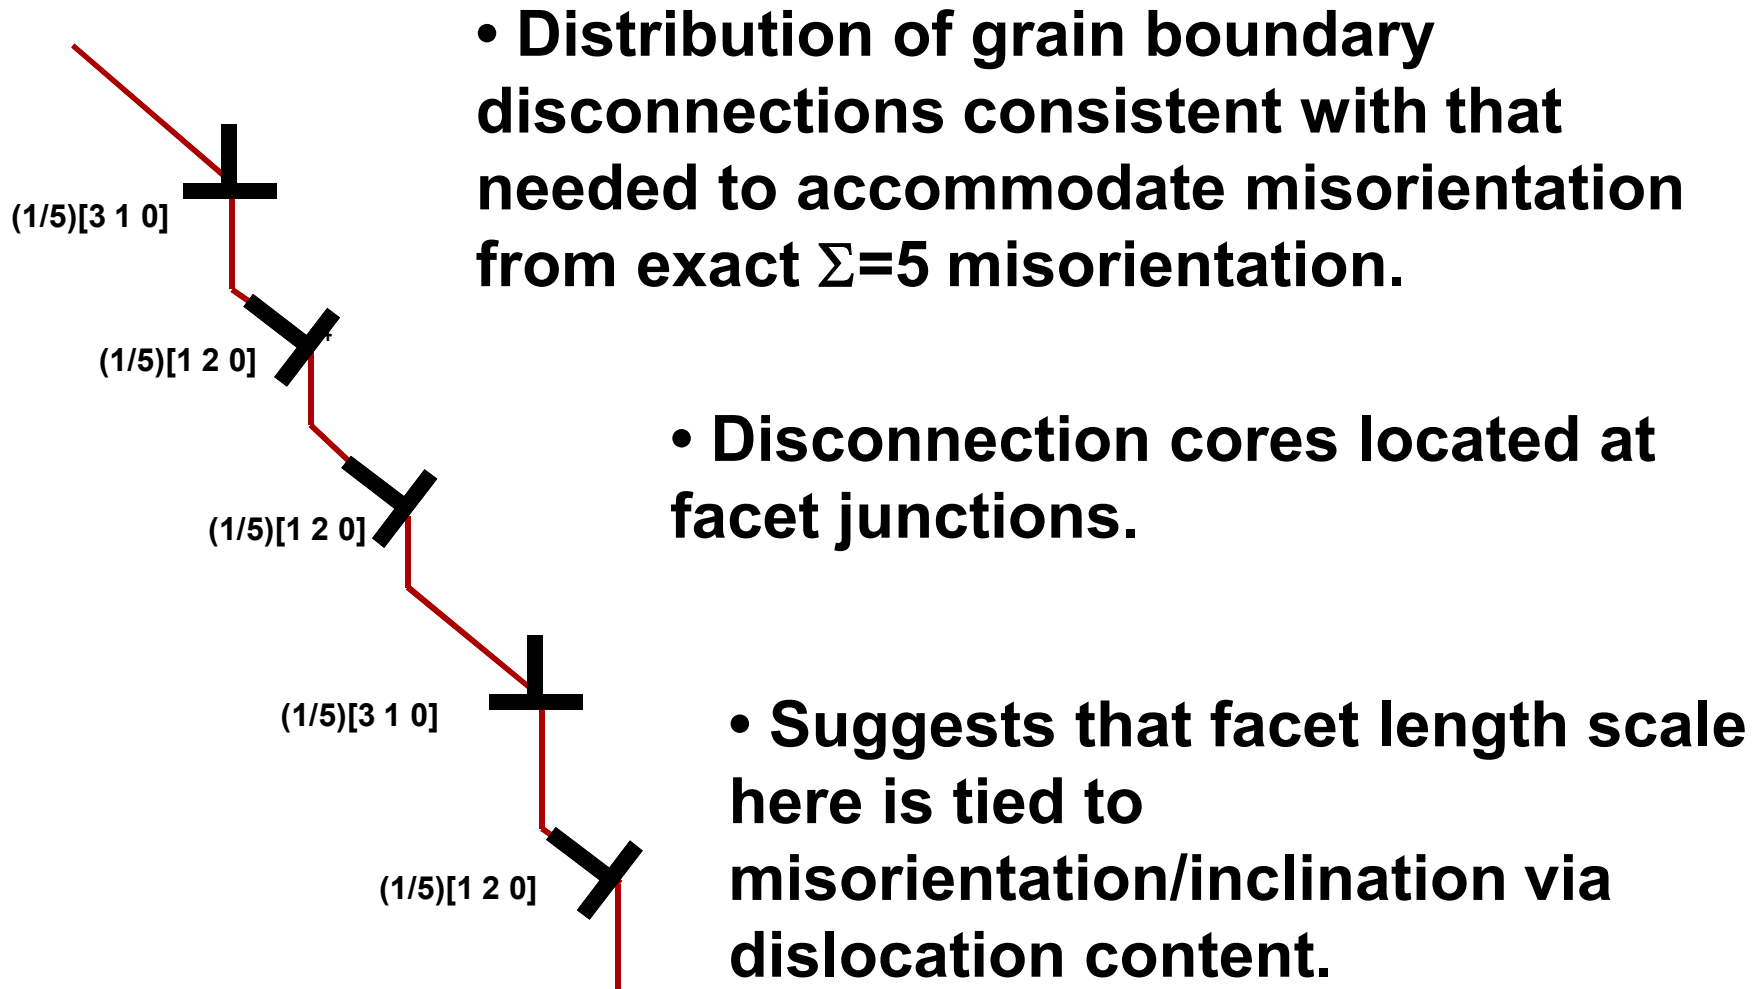 • Distribution of grain boundary
disconnections consistent with that
needed to accommodate misorientation
from exact Σ=5 misorientation.
(1/5)[3 1 0]
(1/5)[1 2 0]
• Disconnection cores located at
facet junctions.
(1/5)[1 2 0]
(1/5)[3 1 0]
• Suggests that facet length scale
here is tied to
misorientation/inclination via
dislocation content.
(1/5)[1 2 0]